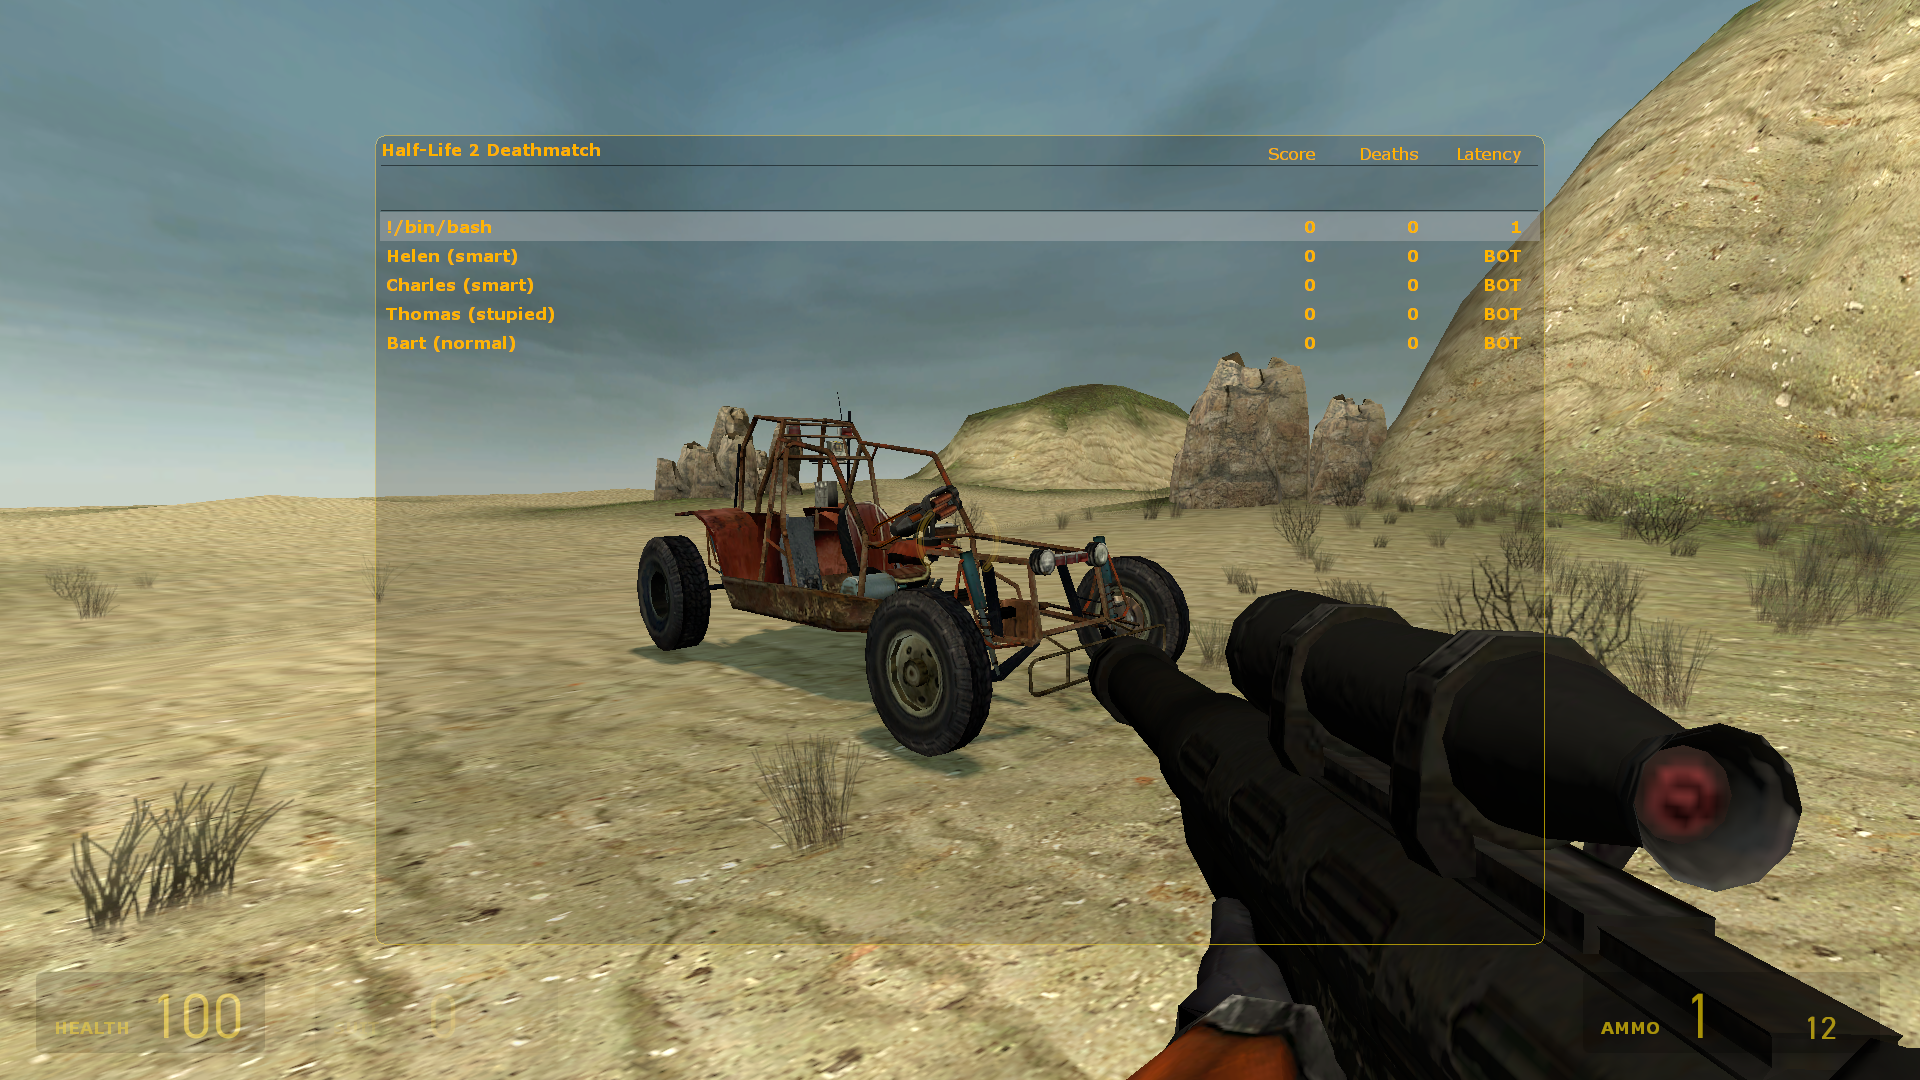 Half-Life 2 Deathmatch Score Deaths Latency
!/bin/bash 0 0 1
Helen (smart) 0 0 BOT
Charles (smart) 0 0 BOT
Thomas (stupied) 0 0 BOT
Bart (normal) 0 0 BOT
HEALTH 100 0 AMMO 1 12